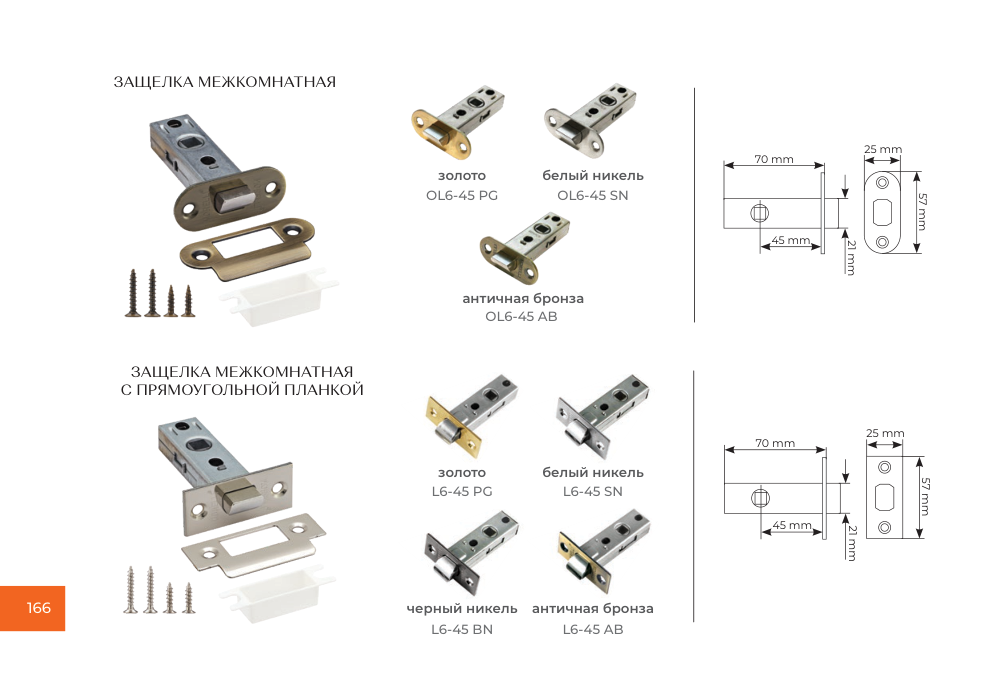 ЗАЩЕЛКА МЕЖКОМНАТНАЯ
золото
OL6-45 PG
белый никель
OL6-45 SN
античная бронза
OL6-45 AB
70 mm
45 mm
21 mm
25 mm
57 mm
ЗАЩЕЛКА МЕЖКОМНАТНАЯ
С ПРЯМОУГОЛЬНОЙ ПЛАНКОЙ
золото
L6-45 PG
белый никель
L6-45 SN
черный никель
L6-45 BN
античная бронза
L6-45 AB
70 mm
45 mm
21 mm
25 mm
57 mm
166